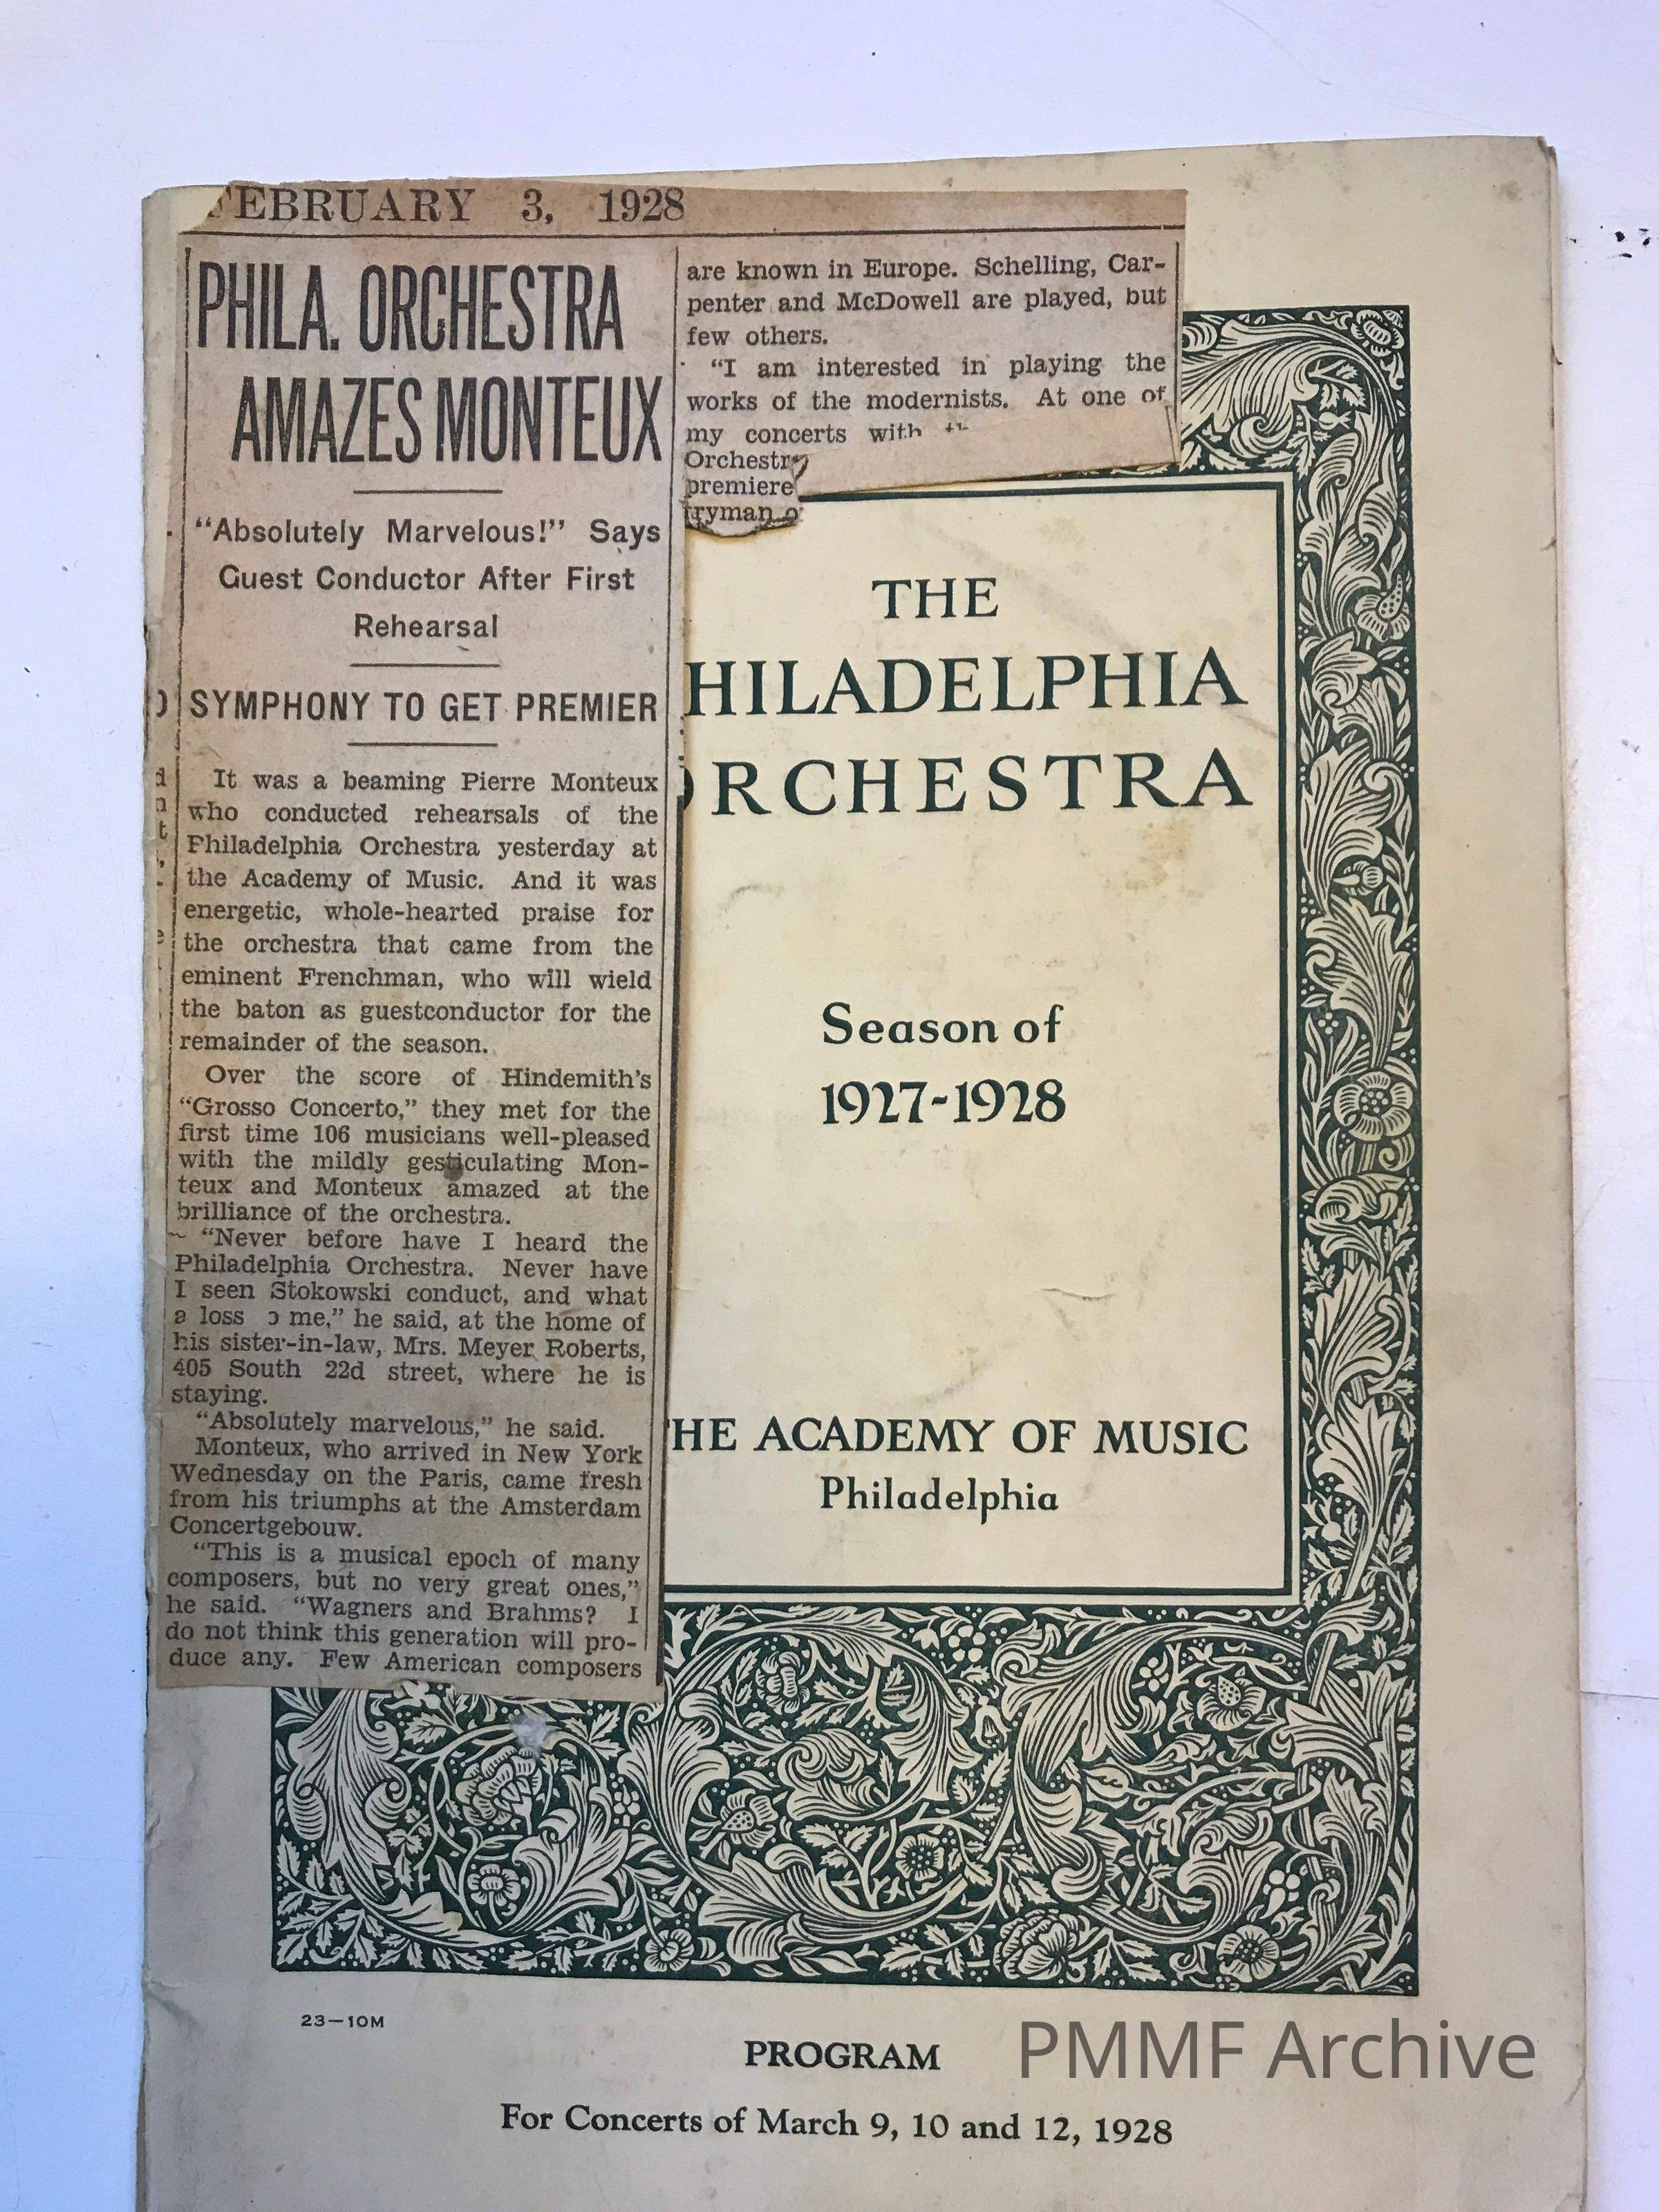 FEBRUARY 3, 1928
PHILA. ORCHESTRA
AMAZES MONTEUX
“Absolutely Marvelous!” Says
Guest Conductor After First
Rehearsal
SYMPHONY TO GET PREMIER
It was a beaming Pierre Monteux
who conducted rehearsals of the
Philadelphia Orchestra yesterday at
the Academy of Music. And it was
energetic, whole-hearted praise for
the orchestra that came from the
eminent Frenchman, who will wield
the baton as guestconductor for the
remainder of the season.
Over the score of Hindemith’s
“Grosso Concerto,” they met for the
first time 106 musicians well-pleased
with the mildly gesticulating Mon-
teux and Monteux amazed at the
brilliance of the orchestra.
“Never before have I heard the
Philadelphia Orchestra. Never have
I seen Stokowski conduct, and what
a loss me,” he said, at the home of
his sister-in-law, Mrs. Meyer Roberts,
405 South 22d street, where he is
staying.
“Absolutely marvelous,” he said.
Monteux, who arrived in New York
Wednesday on the Paris, came fresh
from his triumphs at the Amsterdam
Concertgebouw.
“This is a musical epoch of many
composers, but no very great ones,”
he said. “Wagners and Brahms? I
do not think this generation will pro-
duce any. Few American composers
are known in Europe. Schelling, Car-
penter and McDowell are played, but
few others.
“I am interested in playing the
works of the modernists. At one of
my concerts with
Orchestr
premiere
tryman o
THE
HILADELPHIA
ORCHESTRA
Season of
1927-1928
THE ACADEMY OF MUSIC
Philadelphia
23—10M
PROGRAM
For Concerts of March 9, 10 and 12, 1928
PMMF Archive